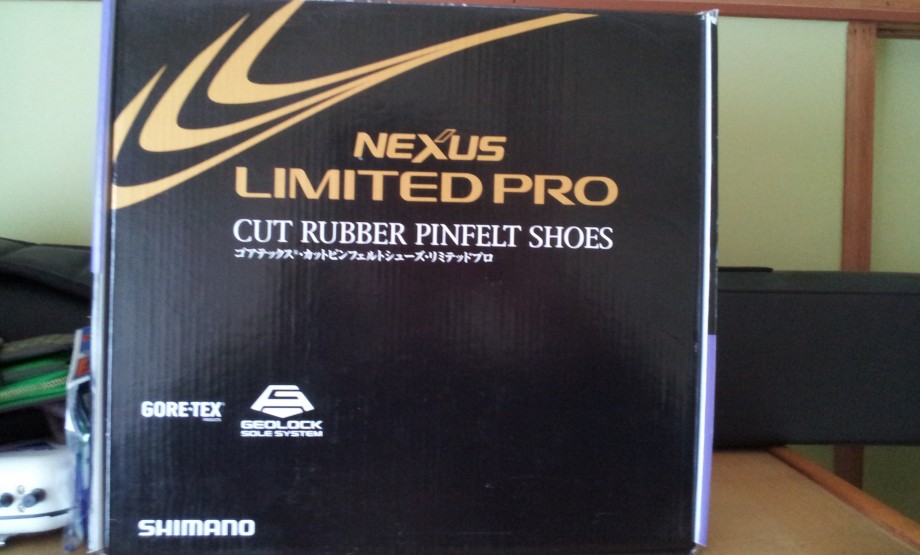 NEXUS
LIMITED PRO
CUT RUBBER PINFELT SHOES
ゴアテックス®・カットピンフェルトシューズ・リミテッドプロ
GORE-TEX®
GEOLOCK
SOLE SYSTEM
SHIMANO